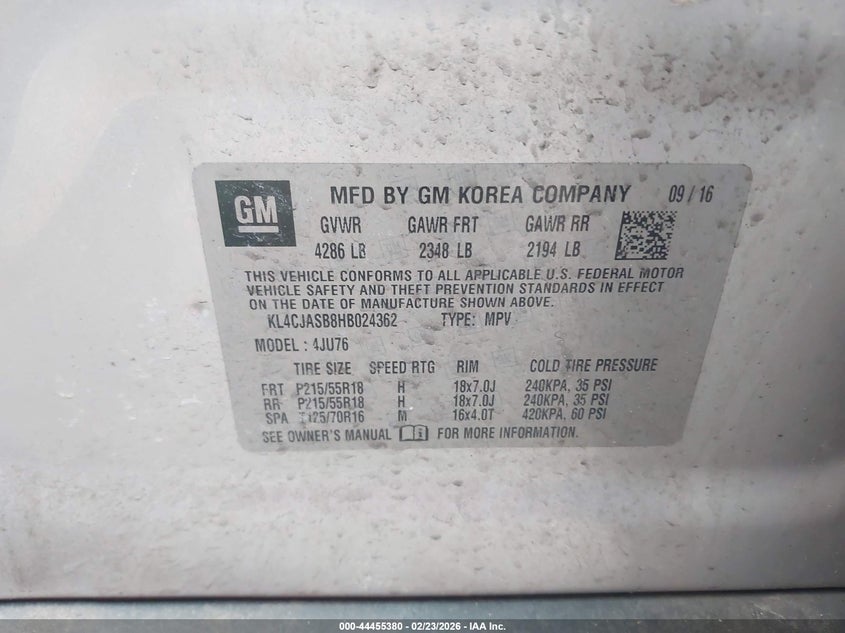 GM
MFD BY GM KOREA COMPANY 09 / 16
GVWR GAWR FRT GAWR RR
4286 LB 2348 LB 2194 LB
THIS VEHICLE CONFORMS TO ALL APPLICABLE U.S. FEDERAL MOTOR
VEHICLE SAFETY AND THEFT PREVENTION STANDARDS IN EFFECT
ON THE DATE OF MANUFACTURE SHOWN ABOVE.
KL4CJASB8HB024362 TYPE: MPV
MODEL : 4JU76
TIRE SIZE SPEED RTG RIM COLD TIRE PRESSURE
FRT P215/55R18 H 18x7.0J 240KPA, 35 PSI
RR P215/55R18 H 18x7.0J 240KPA, 35 PSI
SPA T125/70R16 M 16x4.0T 420KPA, 60 PSI
SEE OWNER'S MANUAL FOR MORE INFORMATION.
000-44455380 - 02/23/2026 - IAA Inc.